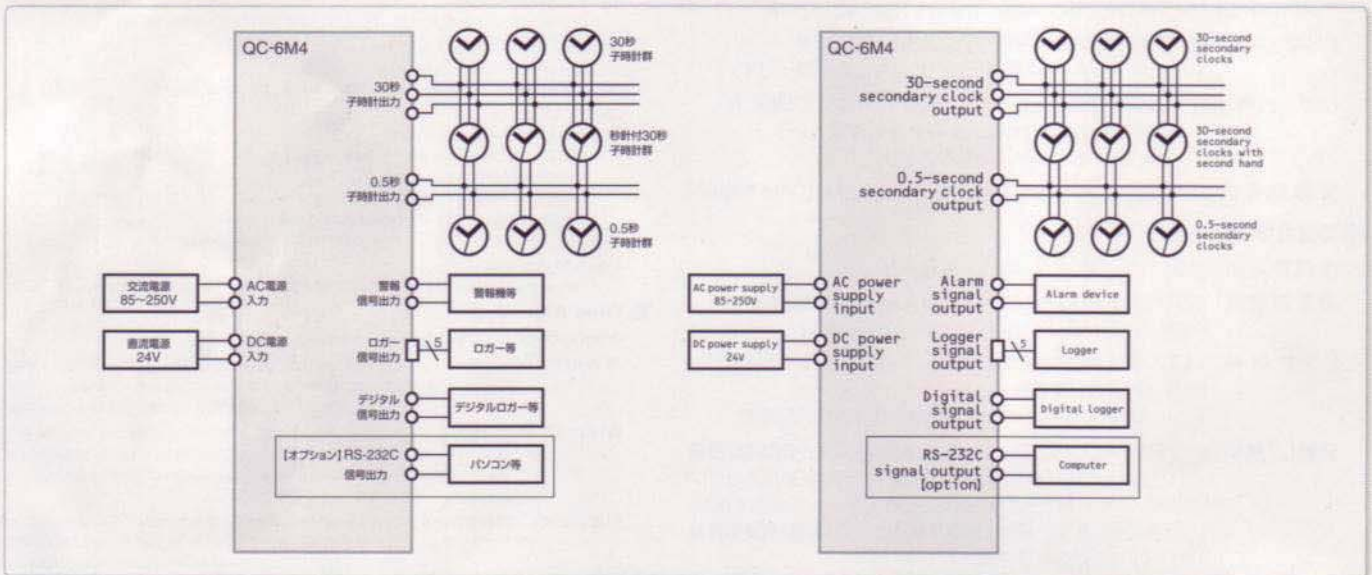 QC-6M4
30秒
子時計群
30秒
子時計出力
秒針付30秒
子時計群
0.5秒
子時計出力
0.5秒
子時計群
交流電源
85～250V
AC電源
入力
警報
信号出力
警報機等
直流電源
24V
DC電源
入力
ロガー
信号出力
5
ロガー等
デジタル
信号出力
デジタルロガー等
【オプション】RS-232C
信号出力
パソコン等
QC-6M4
30-second
secondary
clocks
30-second
secondary clock
output
30-second
secondary
clocks with
second hand
0.5-second
secondary clock
output
0.5-second
secondary
clocks
AC power supply
85-250V
AC power
supply
input
Alarm
signal
output
Alarm device
DC power supply
24V
DC power
supply
input
Logger
signal
output
5
Logger
Digital
signal
output
Digital Logger
RS-232c
signal output
[option]
Computer